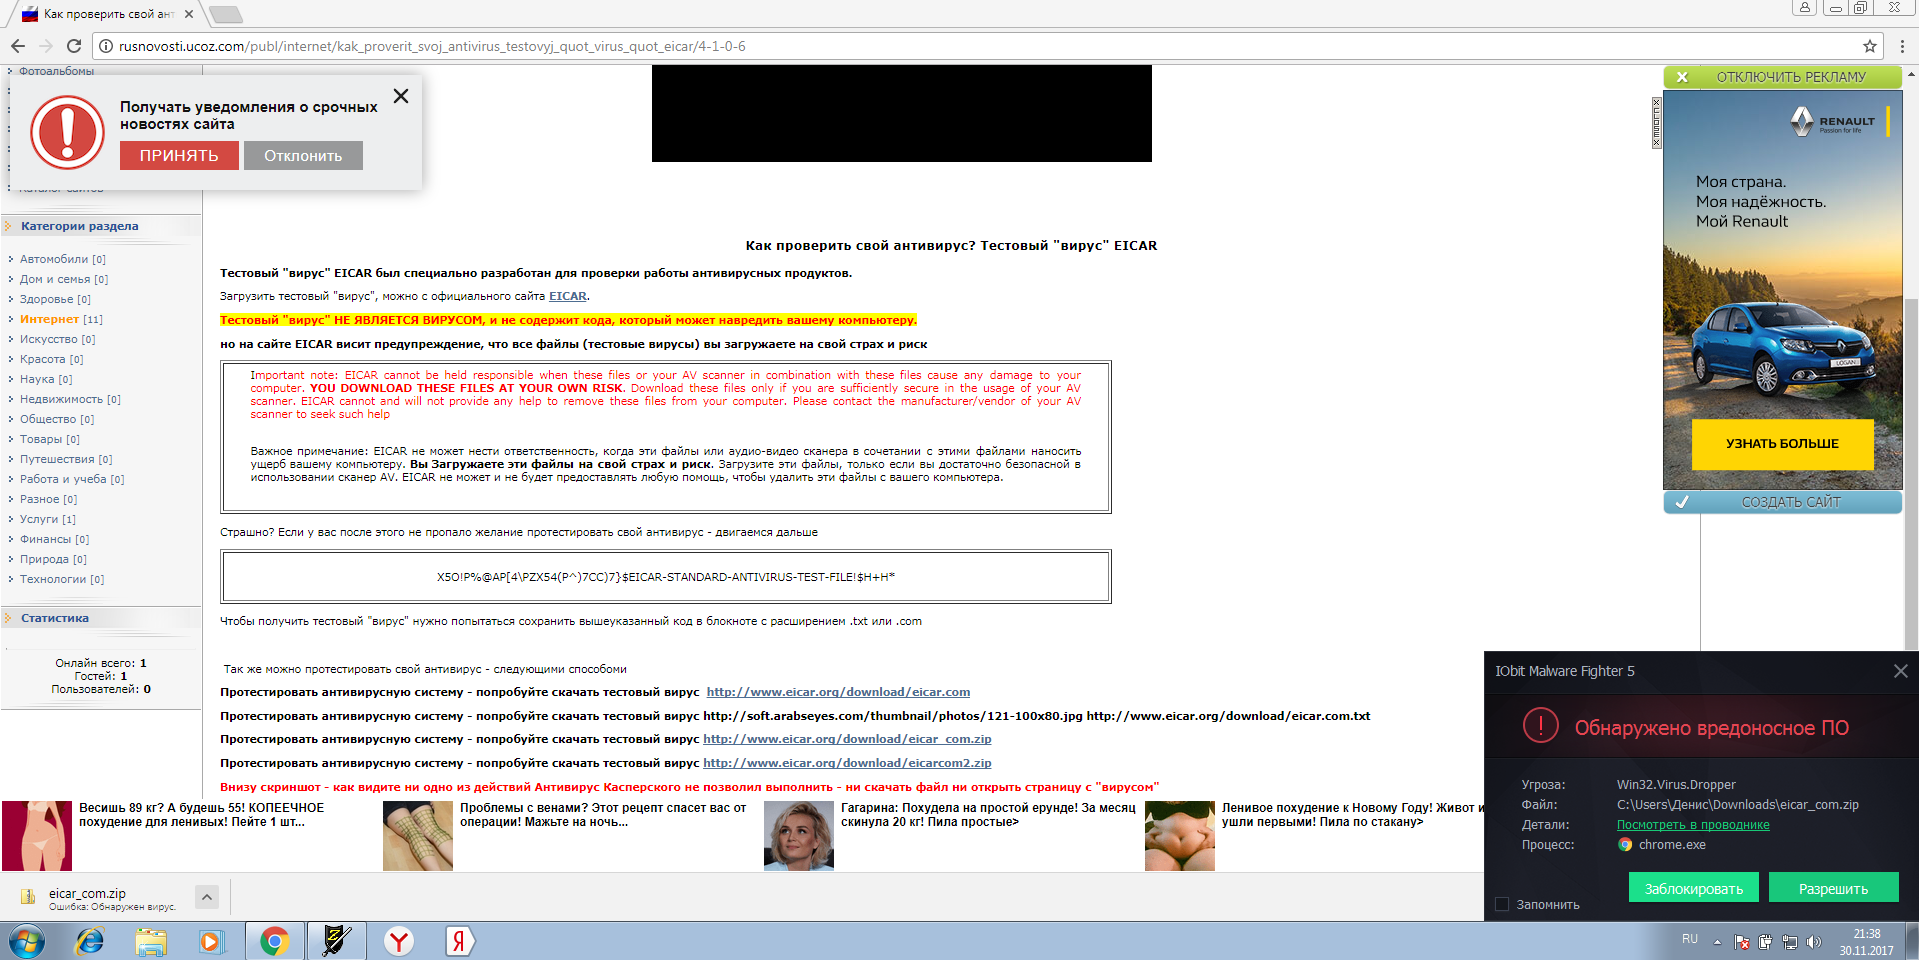 Как проверить свой ант
rusnovosti.ucoz.com/publ/internet/kak_proverit_svoj_antivirus_testovyj_quot_virus_quot_eicar/4-1-0-6
Фотоальбомы
Получать уведомления о срочных
новостях сайта
ПРИНЯТЬ
Отклонить
Каталог сайтов
Категории раздела
Автомобили [0]
Дом и семья [0]
Здоровье [0]
Интернет [11]
Искусство [0]
Красота [0]
Наука [0]
Недвижимость [0]
Общество [0]
Товары [0]
Путешествия [0]
Работа и учеба [0]
Разное [0]
Услуги [1]
Финансы [0]
Природа [0]
Технологии [0]
Статистика
Онлайн всего: 1
Гостей: 1
Пользователей: 0
Как проверить свой антивирус? Тестовый "вирус" EICAR
Тестовый "вирус" EICAR был специально разработан для проверки работы антивирусных продуктов.
Загрузить тестовый "вирус", можно с официального сайта EICAR.
Тестовый "вирус" НЕ ЯВЛЯЕТСЯ ВИРУСОМ, и не содержит кода, который может навредить вашему компьютеру.
но на сайте EICAR висит предупреждение, что все файлы (тестовые вирусы) вы загружаете на свой страх и риск
Important note: EICAR cannot be held responsible when these files or your AV scanner in combination with these files cause any damage to your
computer. YOU DOWNLOAD THESE FILES AT YOUR OWN RISK. Download these files only if you are sufficiently secure in the usage of your AV
scanner. EICAR cannot and will not provide any help to remove these files from your computer. Please contact the manufacturer/vendor of your AV
scanner to seek such help
Важное примечание: EICAR не может нести ответственность, когда эти файлы или аудио-видео сканера в сочетании с этими файлами наносить
ущерб вашему компьютеру. Вы Загружаете эти файлы на свой страх и риск. Загрузите эти файлы, только если вы достаточно безопасной в
использовании сканер AV. EICAR не может и не будет предоставлять любую помощь, чтобы удалить эти файлы с вашего компьютера.
Страшно? Если у вас после этого не пропало желание протестировать свой антивирус - двигаемся дальше
X5O!P%@AP[4\PZX54(P^)7CC)7}$EICAR-STANDARD-ANTIVIRUS-TEST-FILE!$H+H*
Чтобы получить тестовый "вирус" нужно попытаться сохранить вышеуказанный код в блокноте с расширением .txt или .com
Так же можно протестировать свой антивирус - следующими способоми
Протестировать антивирусную систему - попробуйте скачать тестовый вирус http://www.eicar.org/download/eicar.com
Протестировать антивирусную систему - попробуйте скачать тестовый вирус http://soft.arabseyes.com/thumbnail/photos/121-100x80.jpg http://www.eicar.org/download/eicar.com.txt
Протестировать антивирусную систему - попробуйте скачать тестовый вирус http://www.eicar.org/download/eicar_com.zip
Протестировать антивирусную систему - попробуйте скачать тестовый вирус http://www.eicar.org/download/eicarcom2.zip
Внизу скриншот - как видите ни одно из действий Антивирус Касперского не позволил выполнить - ни скачать файл ни открыть страницу с "вирусом"
ОТКЛЮЧИТЬ РЕКЛАМУ
CLOSE
RENAULT
Passion for life
Моя страна.
Моя надёжность.
Мой Renault
LOGAN
УЗНАТЬ БОЛЬШЕ
СОЗДАТЬ САЙТ
Весишь 89 кг? А будешь 55! КОПЕЕЧНОЕ
похудение для ленивых! Пейте 1 шт...
Проблемы с венами? Этот рецепт спасет вас от
операции! Мажьте на ночь...
Гагарина: Похудела на простой ерунде! За месяц
скинула 20 кг! Пила простые>
Ленивое похудение к Новому Году! Живот и
ушли первыми! Пила по стакану>
IObit Malware Fighter 5
Обнаружено вредоносное ПО
Угроза: Win32.Virus.Dropper
Файл: C:\Users\Денис\Downloads\eicar_com.zip
Детали: Посмотреть в проводнике
Процесс: chrome.exe
Заблокировать
Разрешить
Запомнить
eicar_com.zip
Ошибка: Обнаружен вирус.
RU
21:38
30.11.2017